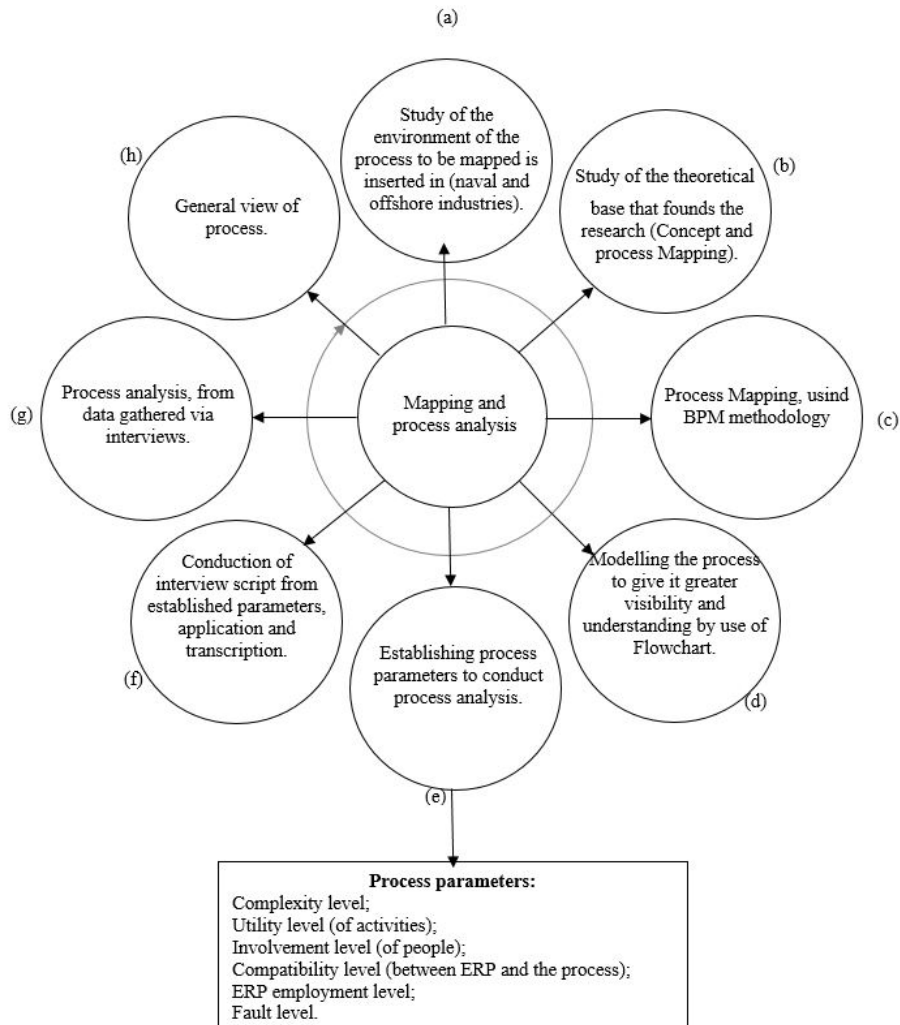 (a)
Study of the
environment of the
process to be mapped is
inserted in (naval and
offshore industries).
(b)
Study of the theoretical
base that founds the
research (Concept and
process Mapping).
(c)
Process Mapping, usind
BPM methodology
(d)
Modelling the process
to give it greater
visibility and
understanding by use of
Flowchart.
(e)
Establishing process
parameters to conduct
process analysis.
(f)
Conduction of
interview script from
established parameters,
application and
transcription.
(g)
Process analysis, from
data gathered via
interviews.
(h)
General view of
process.
Mapping and
process analysis
Process parameters:
Complexity level;
Utility level (of activities);
Involvement level (of people);
Compatibility level (between ERP and the process);
ERP employment level;
Fault level.